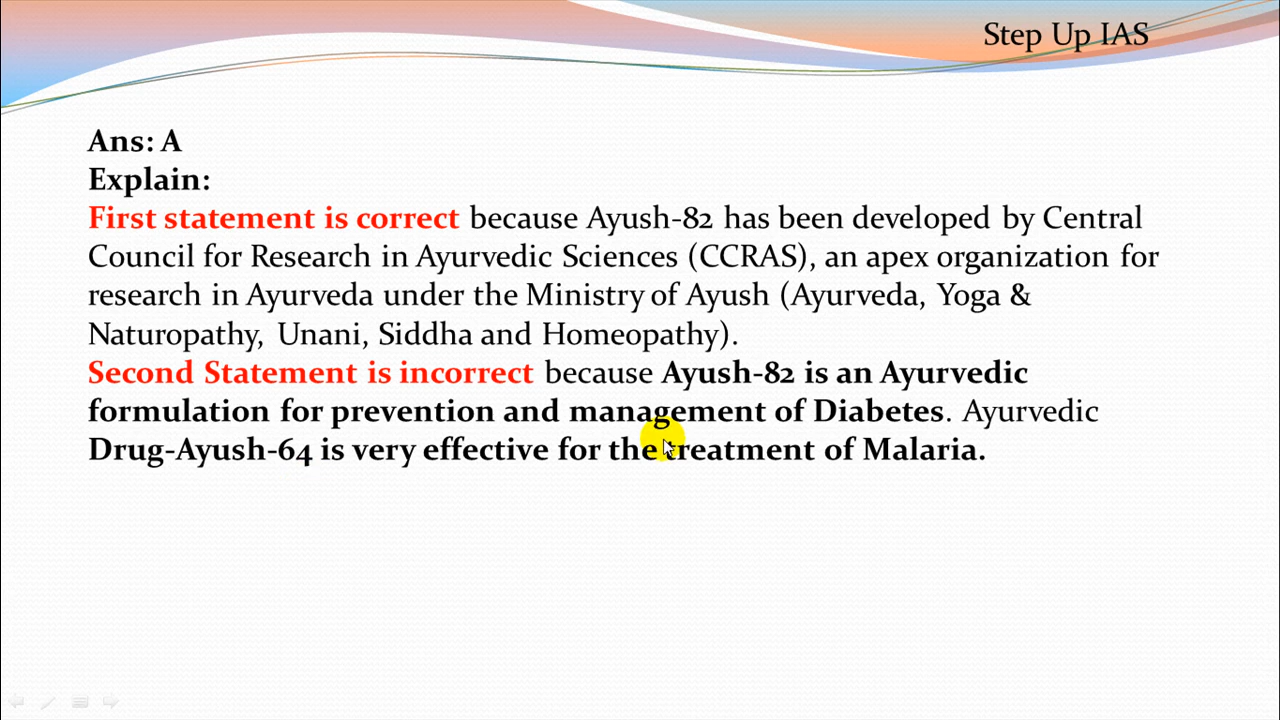 Step Up IAS
Ans: A
Explain:
First statement is correct because Ayush-82 has been developed by Central
Council for Research in Ayurvedic Sciences (CCRAS), an apex organization for
research in Ayurveda under the Ministry of Ayush (Ayurveda, Yoga &
Naturopathy, Unani, Siddha and Homeopathy).
Second Statement is incorrect because Ayush-82 is an Ayurvedic
formulation for prevention and management of Diabetes. Ayurvedic
Drug-Ayush-64 is very effective for the treatment of Malaria.